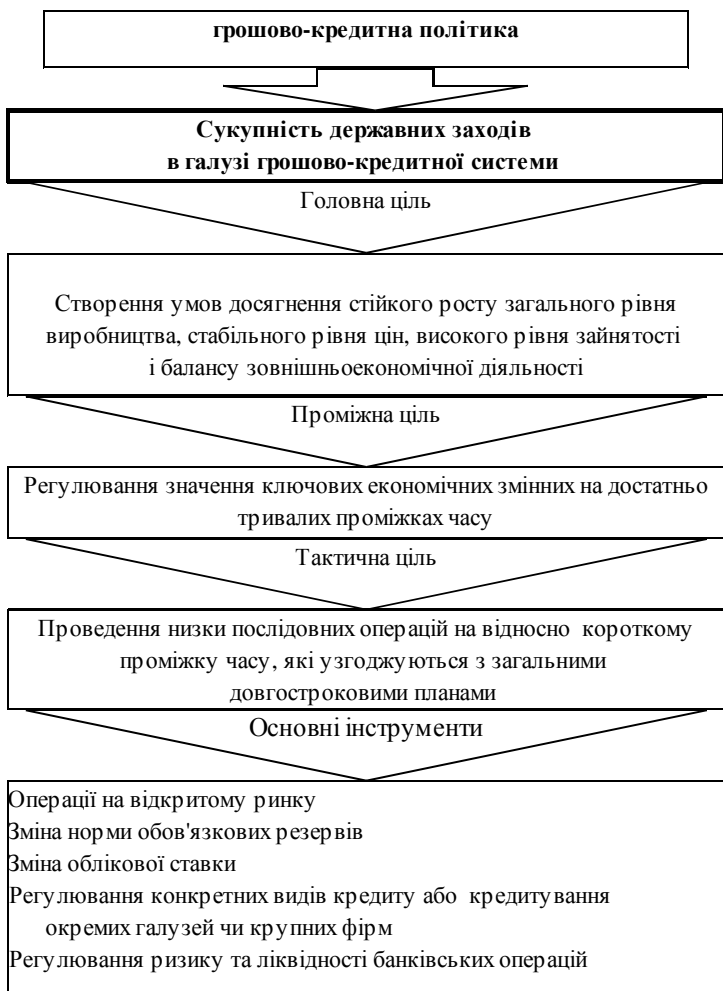 грошово-кредитна політика
Сукупність державних заходів
в галузі грошово-кредитної системи
Головна ціль
Створення умов досягнення стійкого росту загального рівня
виробництва, стабільного рівня цін, високого рівня зайнятості
і балансу зовнішньоекономічної діяльності
Проміжна ціль
Регулювання значення ключових економічних змінних на достатньо
тривалих проміжках часу
Тактична ціль
Проведення низки послідовних операцій на відносно короткому
проміжку часу, які узгоджуються з загальними
довгостроковими планами
Основні інструменти
Операції на відкритому ринку
Зміна норми обов'язкових резервів
Зміна облікової ставки
Регулювання конкретних видів кредиту або кредитування
окремих галузей чи крупних фірм
Регулювання ризику та ліквідності банківських операцій